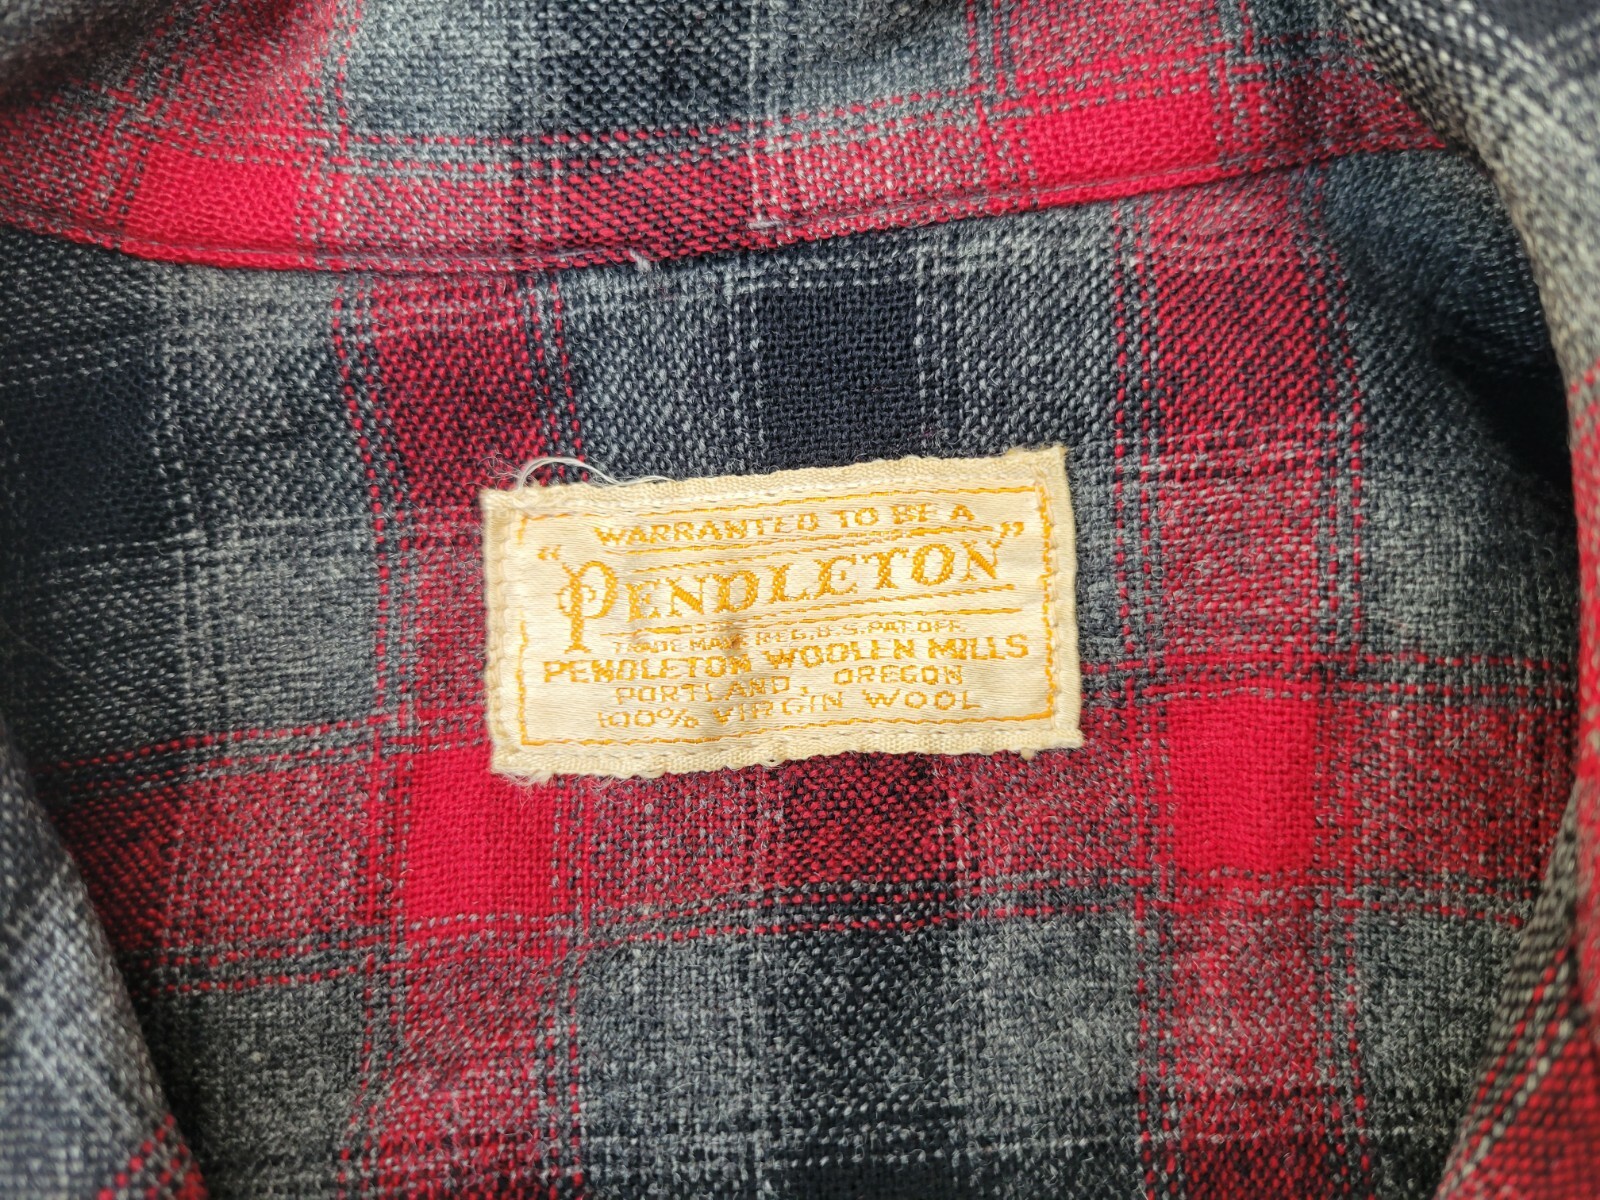 WARRANTED TO BE A
"PENDLETON"
TRADE MARK REG. U.S. PAT. OFF.
PENDLETON WOOLEN MILLS
PORTLAND, OREGON
100% VIRGIN WOOL